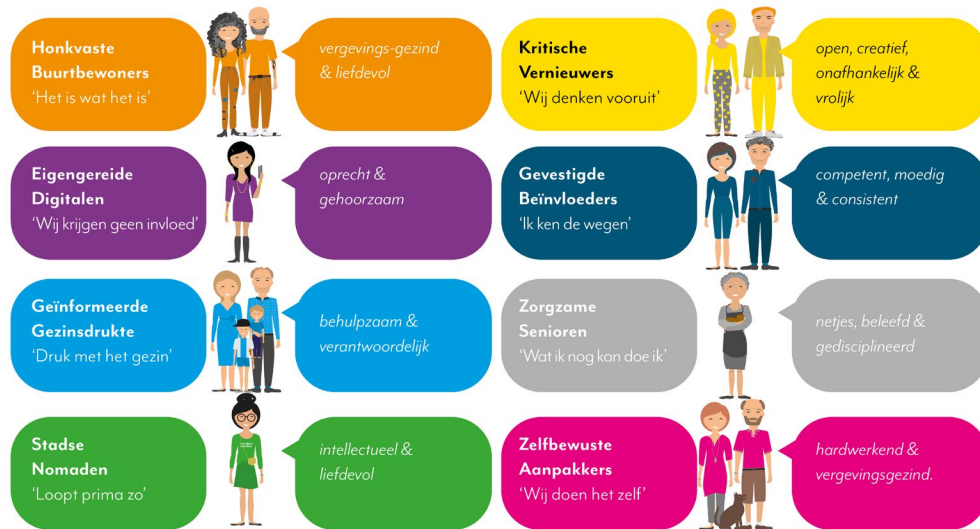 Honkvaste
Buurtbewoners
'Het is wat het is'
vergevings-gezind
& liefdevol
Kritische
Vernieuwers
'Wij denken vooruit'
open, creatief,
onafhankelijk &
vrolijk
Eigengereide
Digitalen
'Wij krijgen geen invloed'
oprecht &
gehoorzaam
Gevestigde
Beïnvloeders
'Ik ken de wegen'
competent, moedig
& consistent
Geïnformeerde
Gezinsdrukte
'Druk met het gezin'
behulpzaam &
verantwoordelijk
Zorgzame
Senioren
'Wat ik nog kan doe ik'
netjes, beleefd &
gedisciplineerd
Stadse
Nomaden
'Loopt prima zo'
intellectueel &
liefdevol
Zelfbewuste
Aanpakkers
'Wij doen het zelf'
hardwerkend &
vergevingsgezind.